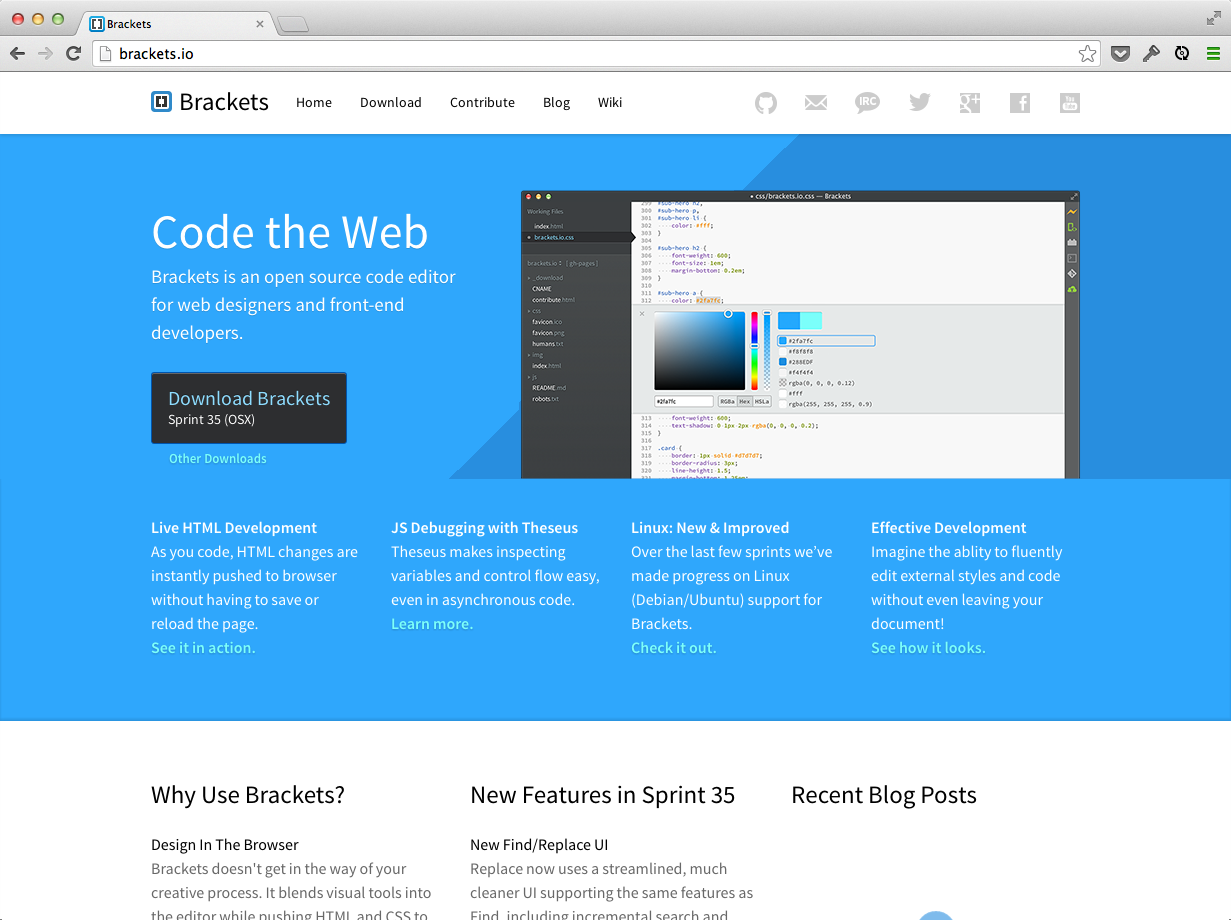 Brackets
brackets.io
Brackets
Home
Download
Contribute
Blog
Wiki
IRC
You
Tube
Code the Web
Brackets is an open source code editor
for web designers and front-end
developers.
Download Brackets
Sprint 35 (OSX)
Other Downloads
• css/brackets.io.css — Brackets
Working Files
index.html
• brackets.io.css
brackets.io [ gh-pages ]
_download
CNAME
contribute.html
css
favicon.ico
favicon.png
humans.txt
img
index.html
js
README.md
robots.txt
299 #sub-hero h2,
300 #sub-hero p,
301 #sub-hero li {
302 color: #fff;
303 }
304
305 #sub-hero h2 {
306 font-weight: 600;
307 font-size: 1em;
308 margin-bottom: 0.2em;
309 }
310
311 #sub-hero a {
312 color: #2fa7fc;
#2fa7fc
#f8f8f8
#288EDF
#f4f4f4
rgba(0, 0, 0, 0.12)
#fff
rgba(255, 255, 255, 0.9)
#2fa7fc
RGBa Hex HSLa
313 font-weight: 600;
314 text-shadow: 0 1px 2px rgba(0, 0, 0, 0.2);
315 }
316
317 .card {
318 border: 1px solid #d7d7d7;
319 border-radius: 3px;
320 line-height: 1.5;
321 margin-bottom: 1.25em;
Live HTML Development
As you code, HTML changes are
instantly pushed to browser
without having to save or
reload the page.
See it in action.
JS Debugging with Theseus
Theseus makes inspecting
variables and control flow easy,
even in asynchronous code.
Learn more.
Linux: New & Improved
Over the last few sprints we’ve
made progress on Linux
(Debian/Ubuntu) support for
Brackets.
Check it out.
Effective Development
Imagine the ablity to fluently
edit external styles and code
without even leaving your
document!
See how it looks.
Why Use Brackets?
Design In The Browser
Brackets doesn't get in the way of your
creative process. It blends visual tools into
the editor while pushing HTML and CSS to
New Features in Sprint 35
New Find/Replace UI
Replace now uses a streamlined, much
cleaner UI supporting the same features as
Find, including incremental search and
Recent Blog Posts